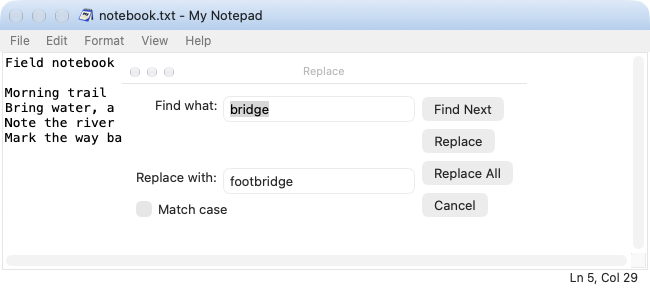 notebook.txt - My Notepad
File Edit Format View Help
Field notebook
Morning trail
Bring water, a
Note the river
Mark the way ba
Replace
Find what: bridge Find Next
Replace
Replace with: footbridge Replace All
Match case Cancel
Ln 5, Col 29